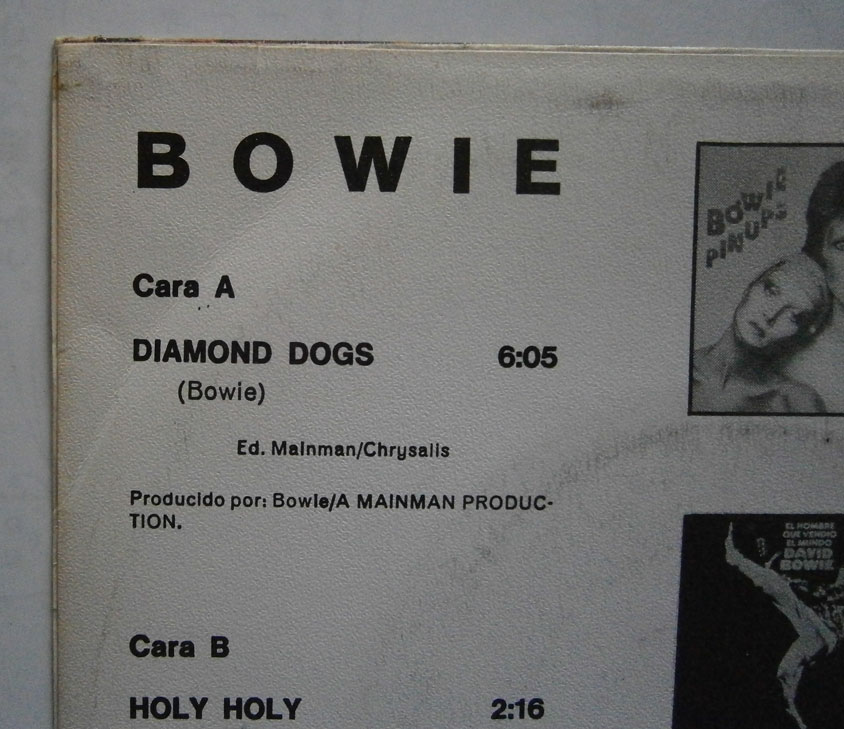 BOWIE
Cara A
DIAMOND DOGS 6:05
(Bowie)
Ed. Mainman/Chrysalis
Producido por: Bowie/A MAINMAN PRODUC-
TION.
Cara B
HOLY HOLY 2:16
BOWIE
PINUPS
EL HOMBRE
QUE VENDIO
EL MUNDO
DAVID
BOWIE